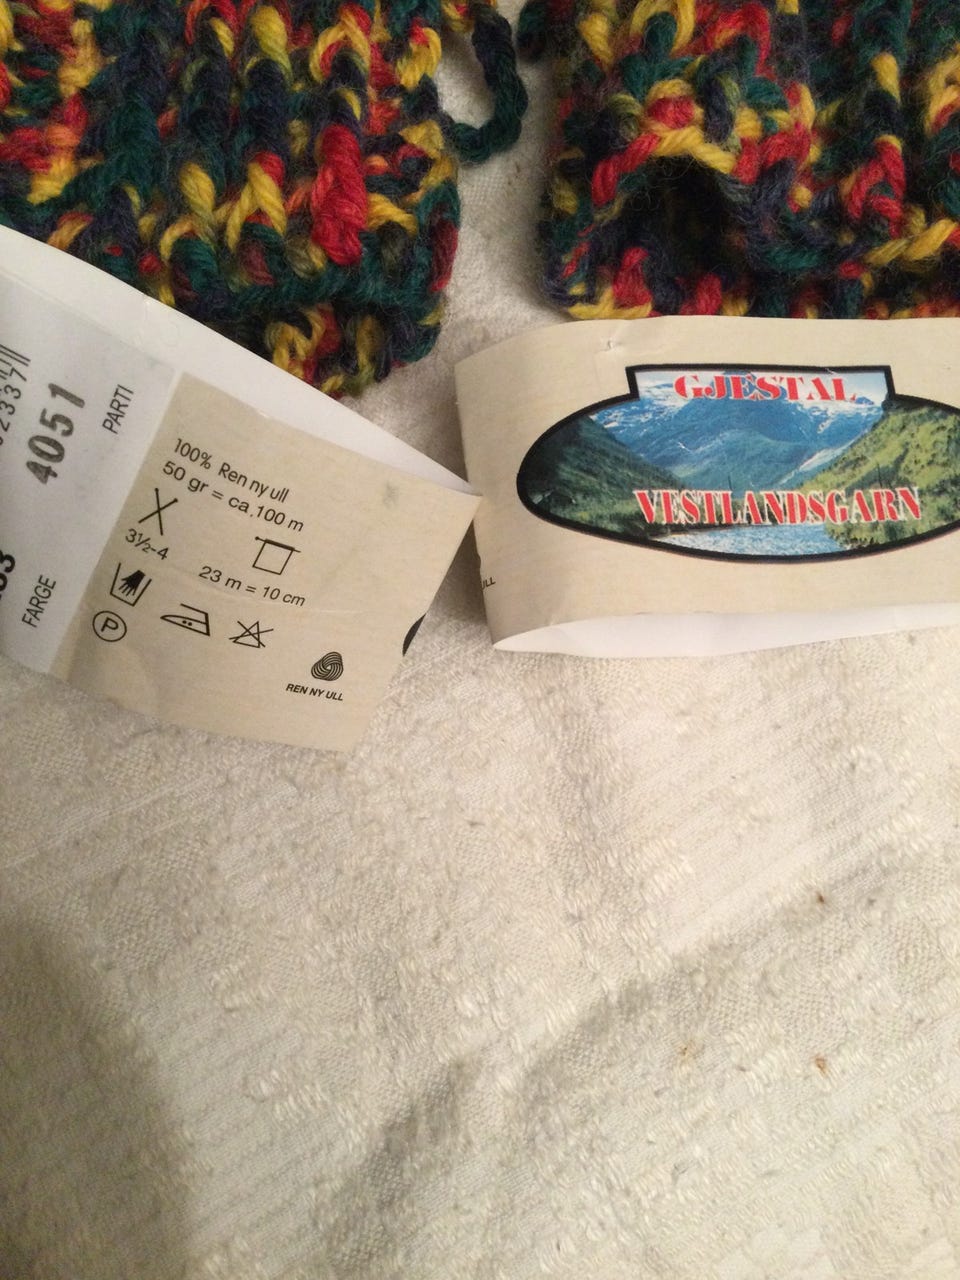 4051
PARTI
FARGE
100% Ren ny ull
50 gr = ca.100 m
3½-4
23 m = 10 cm
P
REN NY ULL
GJESTAL
VESTLANDSGARN